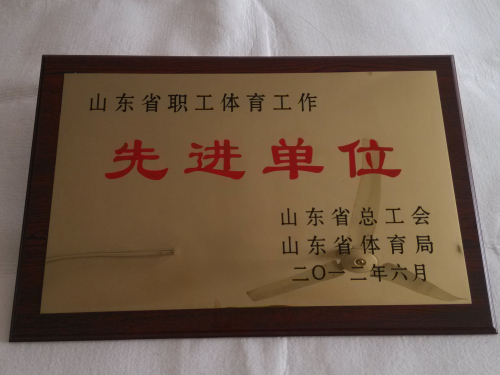 山东省职工体育工作
先进单位
山东省总工会
山东省体育局
二〇一二年六月